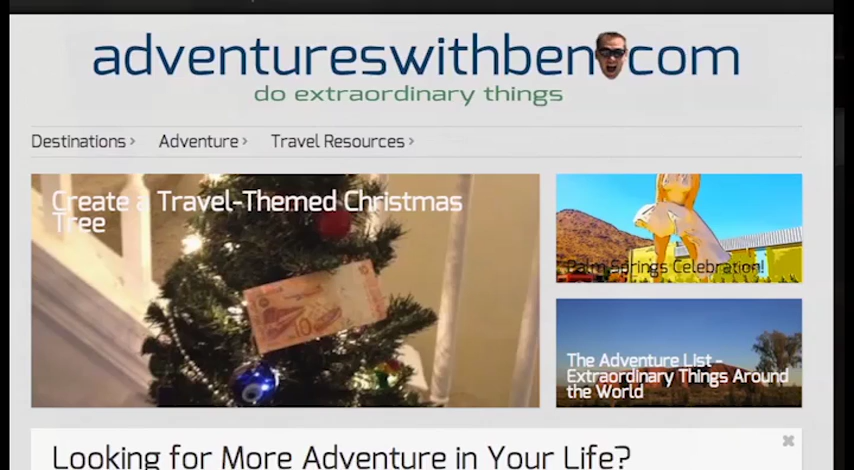 adventureswithben.com
do extraordinary things
Destinations > Adventure > Travel Resources >
Create a Travel-Themed Christmas
Tree
Palm Springs Celebration!
The Adventure List -
Extraordinary Things Around
the World
Looking for More Adventure in Your Life?